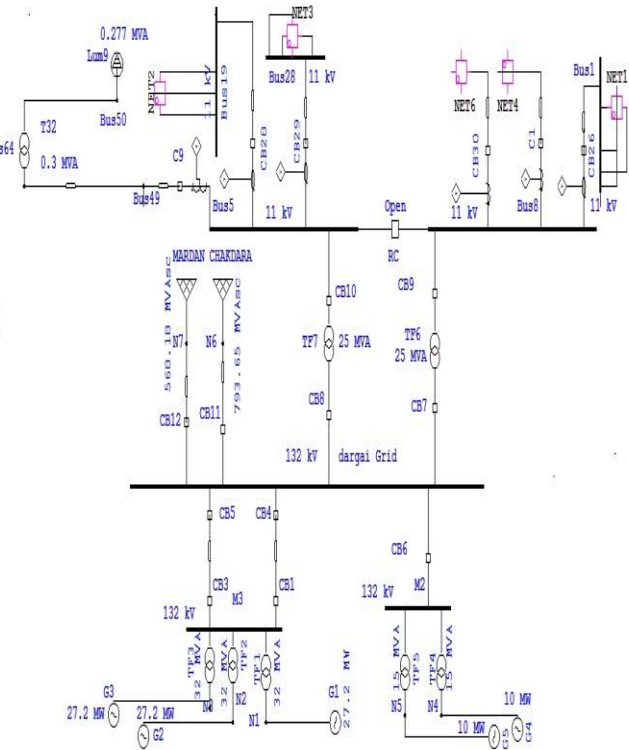 NET3
0.277 MVA
Lum9
NET2
11 kV
Bus19
Bus28
11 kV
Bus1
NET1
NET6
NET4
Bus50
T32
0.3 MVA
C9
CB28
CB29
CB30
C1
CB26
Bus49
Bus5
11 kV
Open
11 kV
Bus8
11 kV
RC
MARDAN
CHAKDARA
560.10 MVAsc
793.65 MVAsc
CB10
CB9
N7
N6
TF7
25 MVA
TF6
25 MVA
CB12
CB11
CB8
CB7
132 kV
dargai Grid
CB5
CB4
CB6
CB3
M3
CB1
132 kV
132 kV
M2
TF3
32 MVA
TF2
32 MVA
TF1
32 MVA
TF5
15 MVA
TF4
15 MVA
G3
N2
N1
G1
27.2 MW
N5
N4
10 MW
27.2 MW
27.2 MW
G2
10 MW
G5
G4